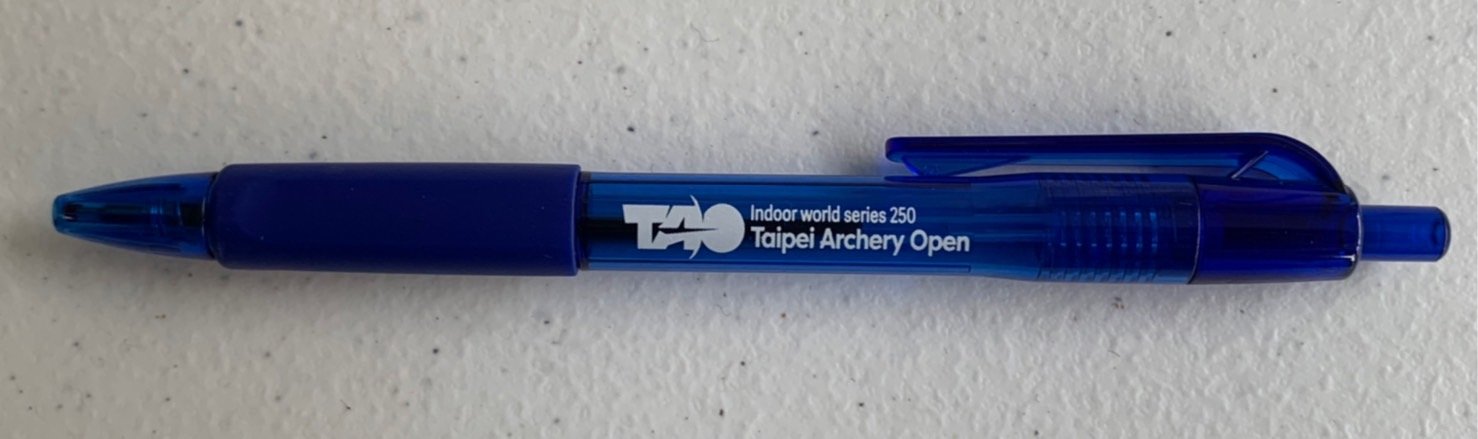 TAO
Indoor world series 250
Taipei Archery Open